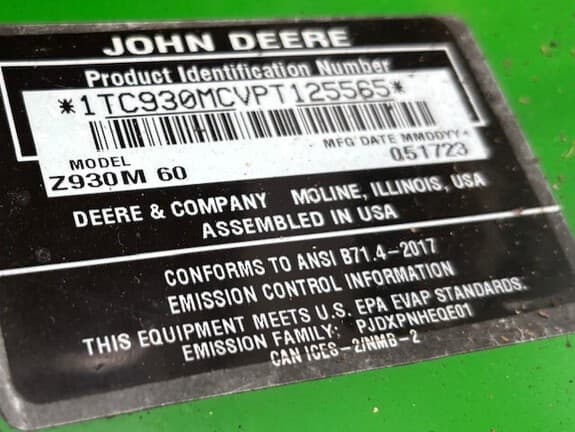 JOHN DEERE
Product Identification Number
*1TC930MCVPT125565*
MFG DATE MMDDYY
MODEL
051723
Z930M 60
DEERE & COMPANY MOLINE, ILLINOIS, USA
ASSEMBLED IN USA
CONFORMS TO ANSI B71.4-2017
EMISSION CONTROL INFORMATION
THIS EQUIPMENT MEETS U.S. EPA EVAP STANDARDS.
EMISSION FAMILY: PJDXPNHEQE01
CAN ICES-2/NMB-2